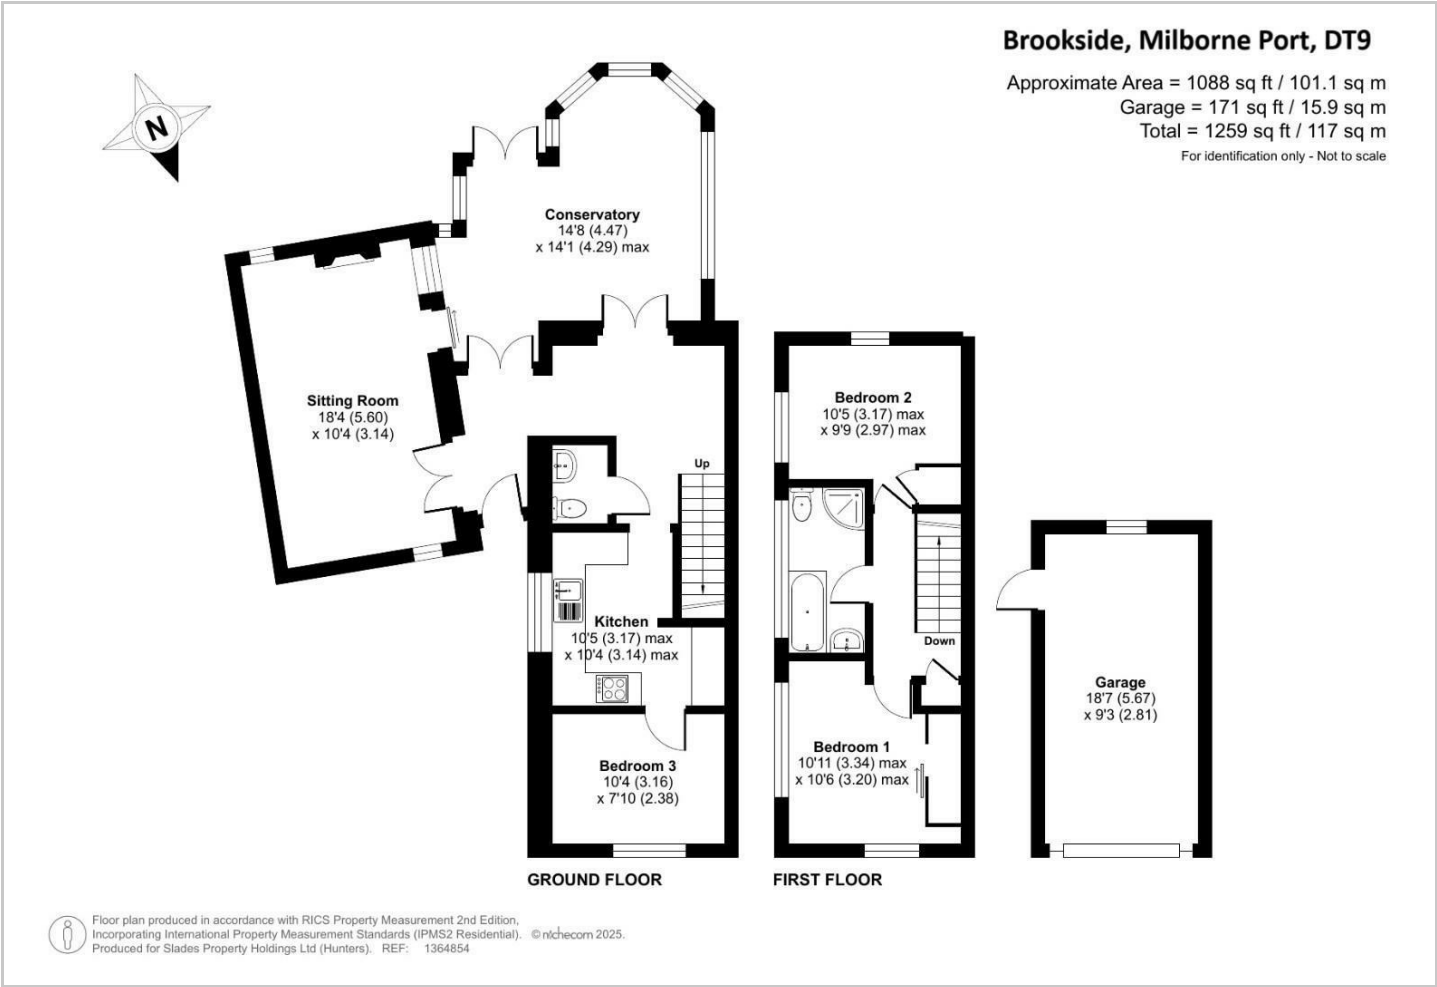 Brookside, Milborne Port, DT9
Approximate Area = 1088 sq ft / 101.1 sq m
Garage = 171 sq ft / 15.9 sq m
Total = 1259 sq ft / 117 sq m
For identification only - Not to scale
N
Conservatory
14'8 (4.47)
x 14'1 (4.29) max
Sitting Room
18'4 (5.60)
x 10'4 (3.14)
Up
Kitchen
10'5 (3.17) max
x 10'4 (3.14) max
Bedroom 3
10'4 (3.16)
x 7'10 (2.38)
GROUND FLOOR
Bedroom 2
10'5 (3.17) max
x 9'9 (2.97) max
Down
Bedroom 1
10'11 (3.34) max
x 10'6 (3.20) max
FIRST FLOOR
Garage
18'7 (5.67)
x 9'3 (2.81)
Floor plan produced in accordance with RICS Property Measurement 2nd Edition,
Incorporating International Property Measurement Standards (IPMS2 Residential). © nichecom 2025.
Produced for Slades Property Holdings Ltd (Hunters). REF: 1364854